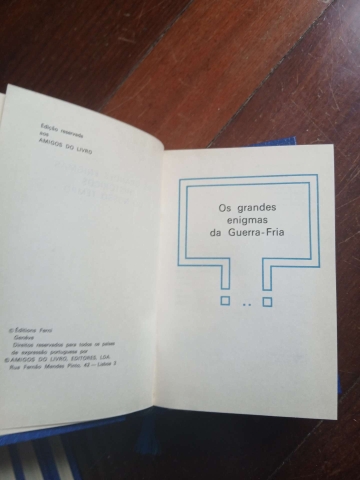 Edição reservada
aos
AMIGOS DO LIVRO
© Éditions Farol
Genève
Direitos reservados para todos os países
de expressão portuguesa por
© AMIGOS DO LIVRO, EDITORES, LDA.
Rua Fernão Mendes Pinto, 42 — Lisboa 3
Os grandes
enigmas
da Guerra-Fria